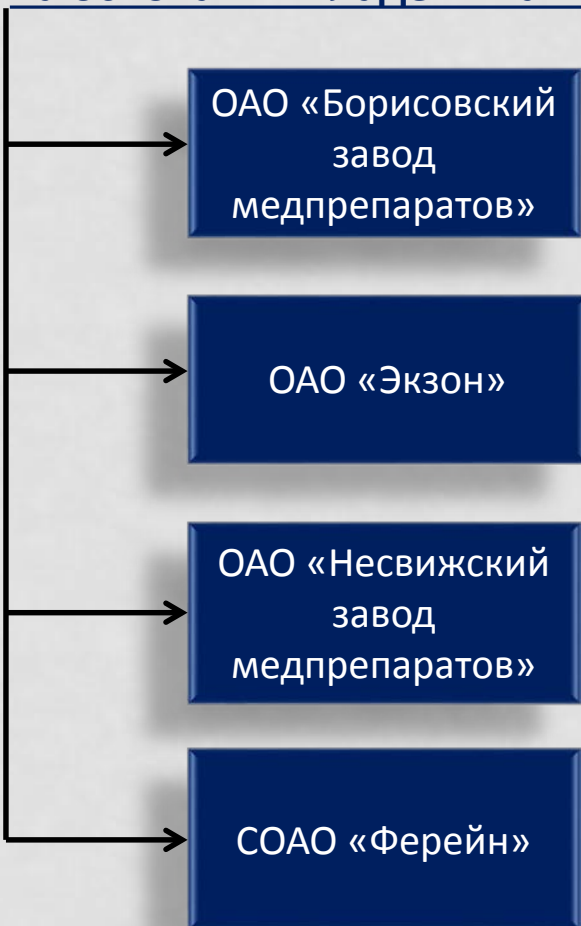 ОАО «Борисовский
завод
медпрепаратов»
ОАО «Экзон»
ОАО «Несвижский
завод
медпрепаратов»
СОАО «Ферейн»